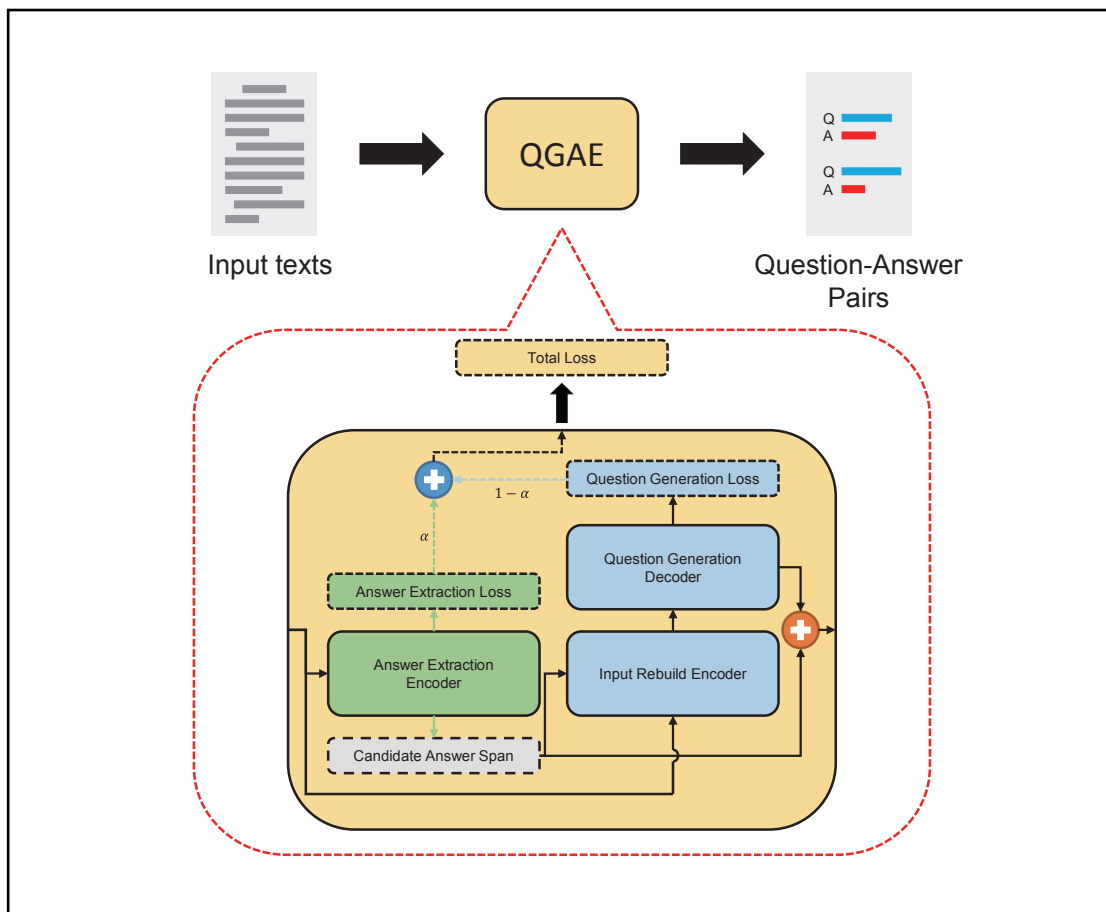 QGAE
Q
A
Q
A
Input texts
Question-Answer
Pairs
Total Loss
Question Generation Loss
1 − α
α
Question Generation
Decoder
Answer Extraction Loss
Answer Extraction
Encoder
Input Rebuild Encoder
Candidate Answer Span